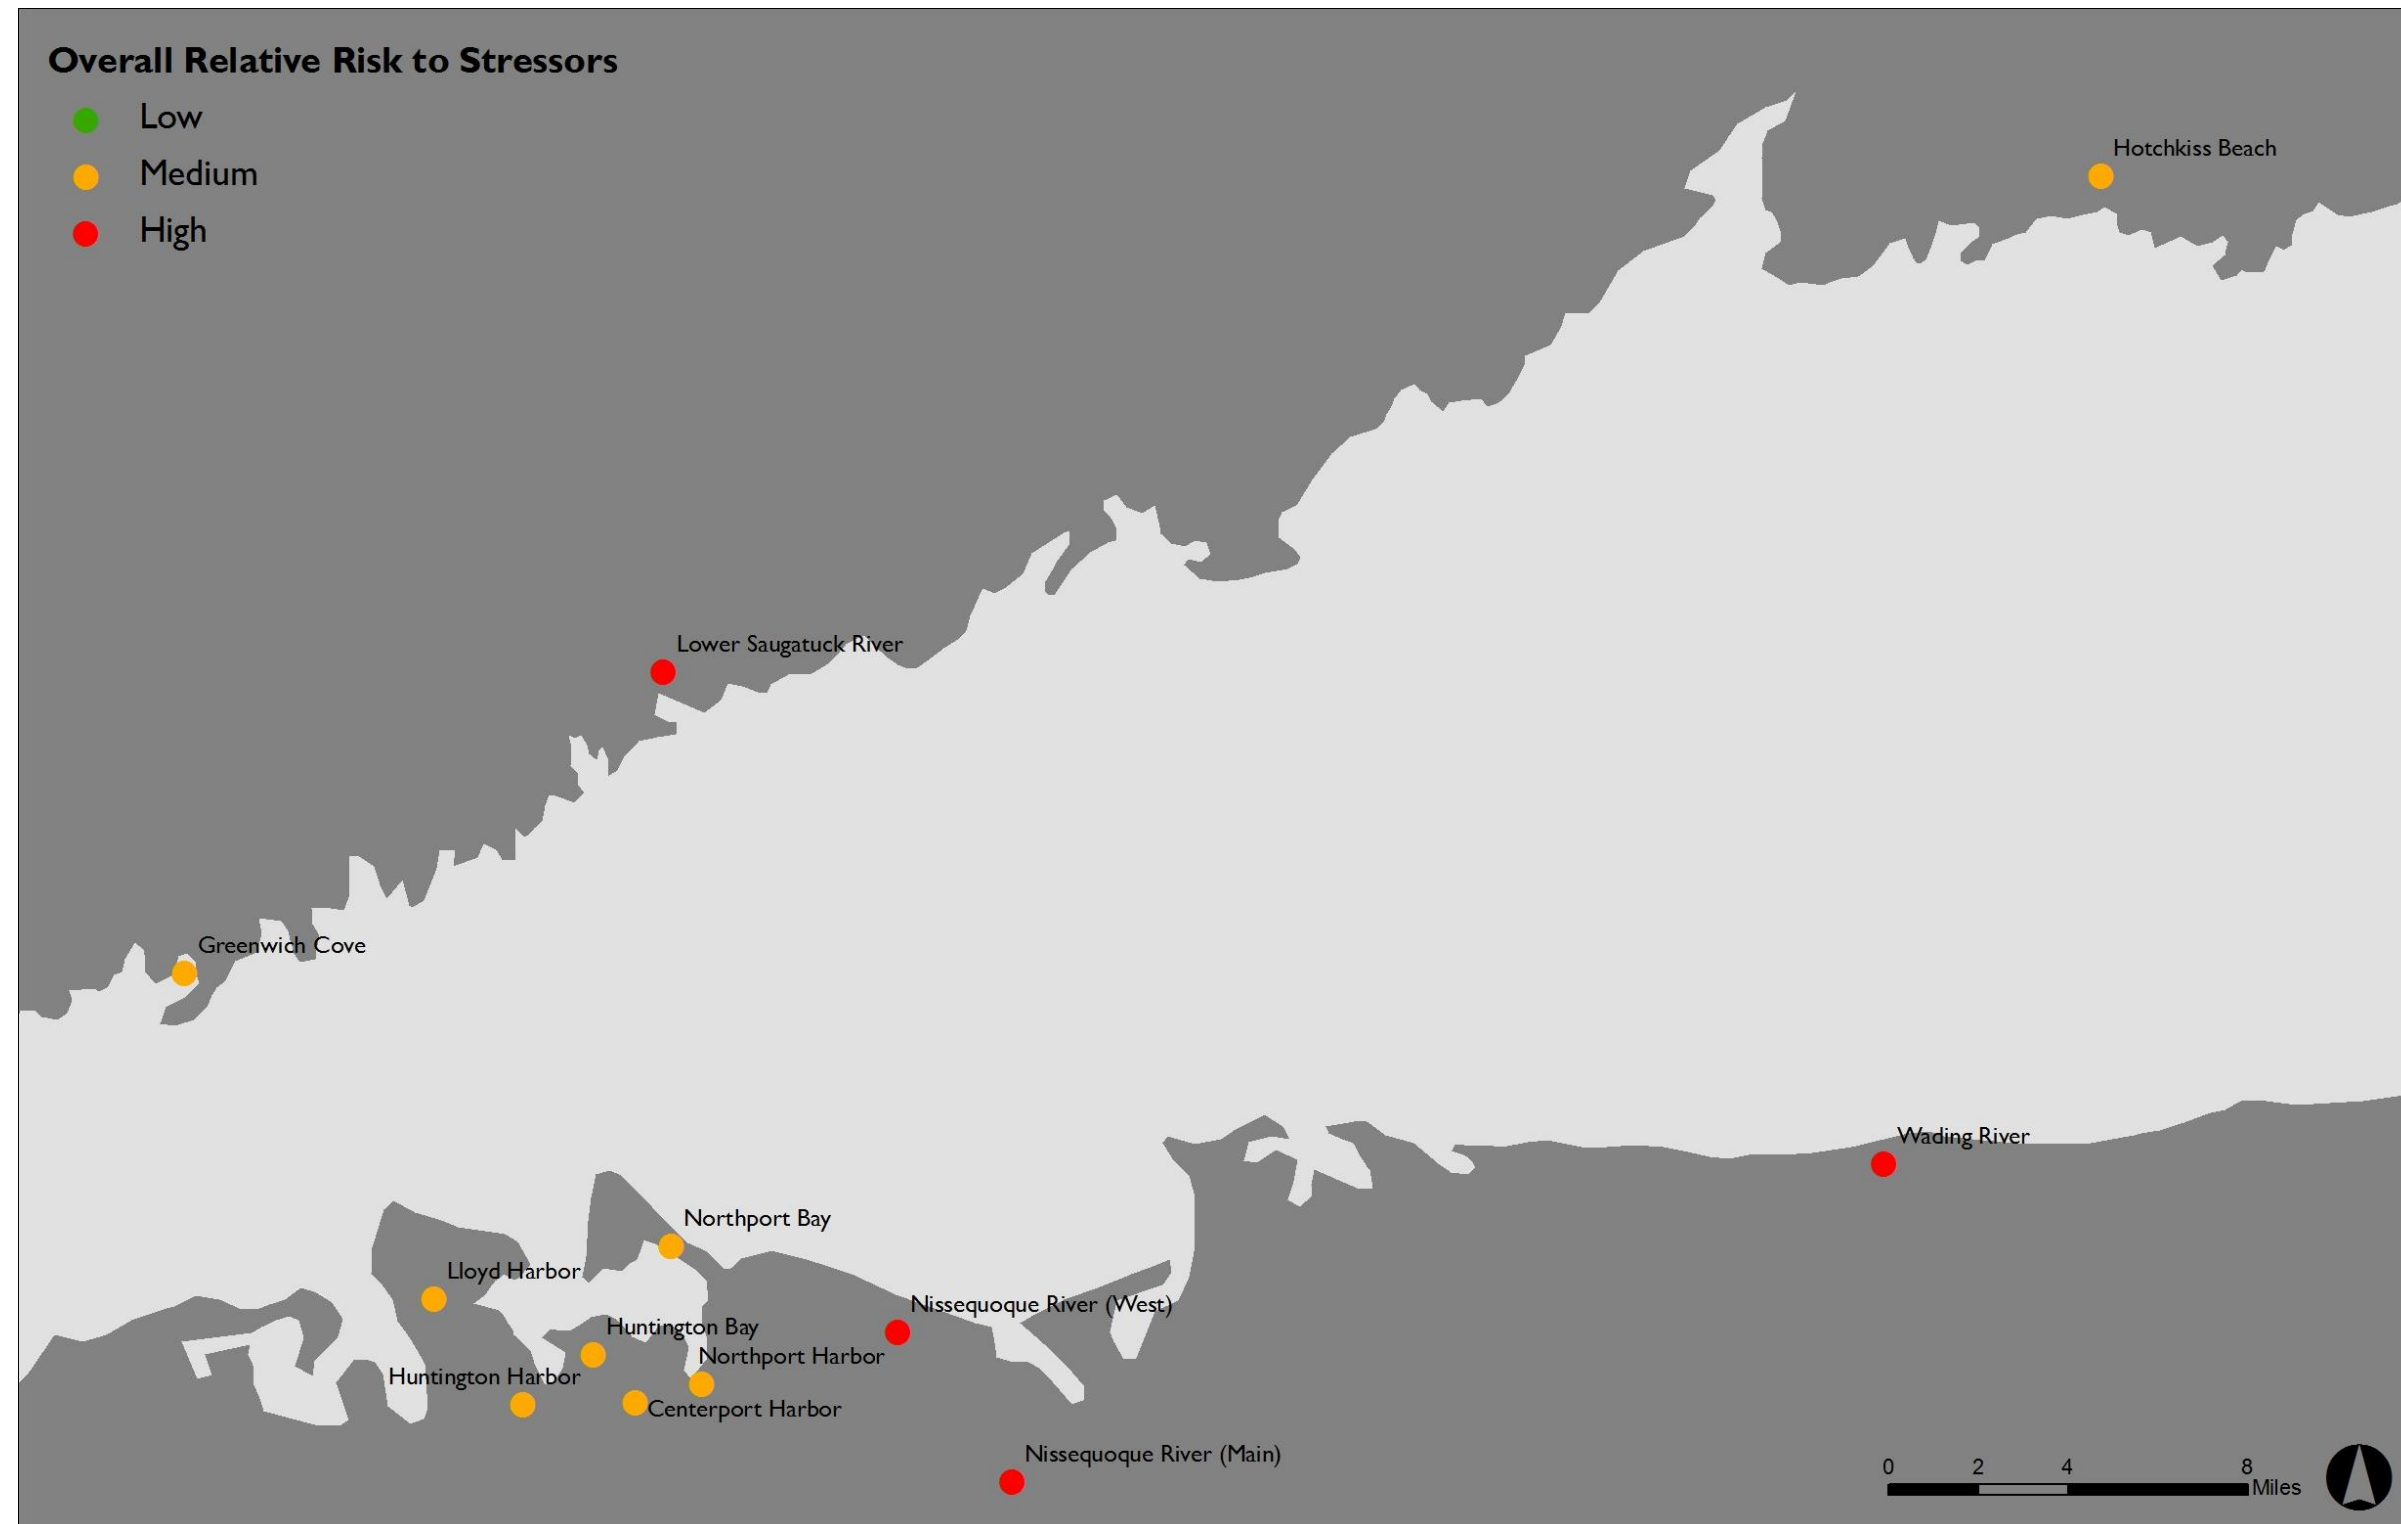 Overall Relative Risk to Stressors
Low
Medium
High
Hotchkiss Beach
Lower Saugatuck River
Greenwich Cove
Wading River
Northport Bay
Lloyd Harbor
Nissequoque River (West)
Huntington Bay
Northport Harbor
Huntington Harbor
Centerport Harbor
Nissequoque River (Main)
0 2 4 8
Miles